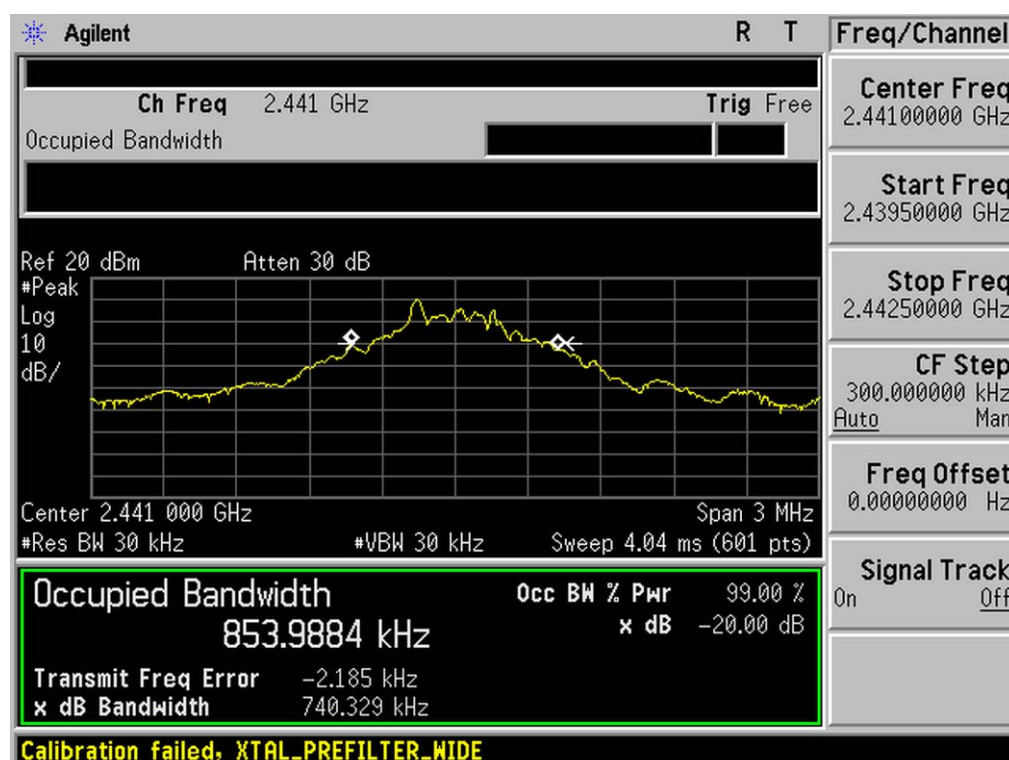 Agilent R T
Ch Freq 2.441 GHz Trig Free
Occupied Bandwidth
Ref 20 dBm Atten 30 dB
#Peak
Log
10
dB/
Center 2.441 000 GHz Span 3 MHz
#Res BW 30 kHz #VBW 30 kHz Sweep 4.04 ms (601 pts)
Occupied Bandwidth Occ BW % Pwr 99.00 %
853.9884 kHz x dB -20.00 dB
Transmit Freq Error -2.185 kHz
x dB Bandwidth 740.329 kHz
Calibration failed, XTAL_PREFILTER_WIDE
Freq/Channel
Center Freq
2.44100000 GHz
Start Freq
2.43950000 GHz
Stop Freq
2.44250000 GHz
CF Step
300.000000 kHz
Auto Man
Freq Offset
0.00000000 Hz
Signal Track
On Off